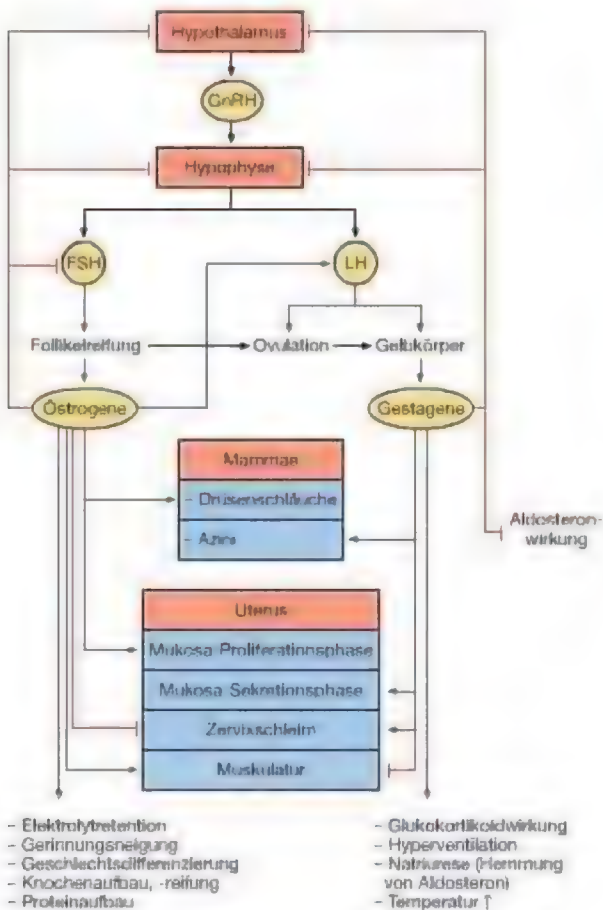 Hypothalamus
GnRH
Hypophyse
FSH
LH
Follikelreifung
Ovulation
Gelbkörper
Östrogene
Gestagene
Mammae
- Drüsenschläuche
- Azini
Aldosteron-
wirkung
Uterus
Mukosa Proliferationsphase
Mukosa Sekretionsphase
Zervixschleim
Muskulatur
- Elektrolytretention
- Gerinnungsneigung
- Geschlechtsdifferenzierung
- Knochenaufbau, -reifung
- Proteinaufbau
- Glukokortikoidwirkung
- Hyperventilation
- Natriurese (Hemmung
von Aldosteron)
- Temperatur ↑